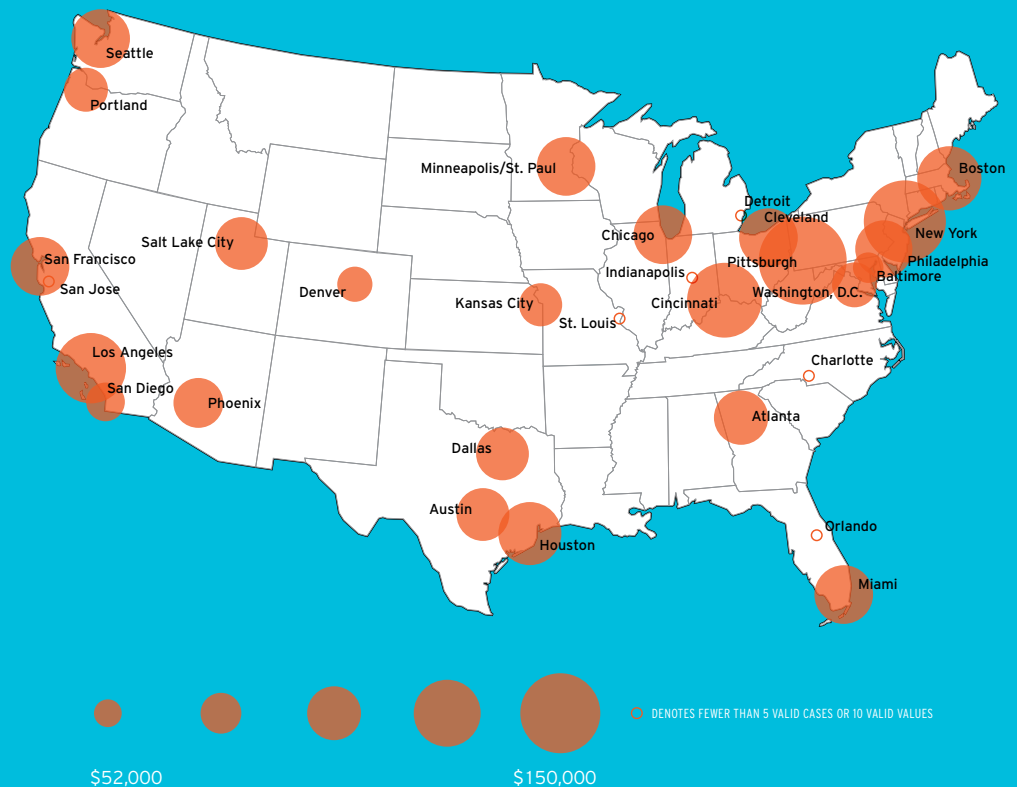 Seattle
Portland
Minneapolis/St. Paul
Boston
Detroit
Cleveland
New York
Chicago
Salt Lake City
San Francisco
Pittsburgh
Philadelphia
Indianapolis
Baltimore
San Jose
Denver
Washington, D.C.
Kansas City
Cincinnati
St. Louis
Los Angeles
Charlotte
San Diego
Phoenix
Atlanta
Dallas
Austin
Orlando
Houston
Miami
DENOTES FEWER THAN 5 VALID CASES OR 10 VALID VALUES
$52,000
$150,000